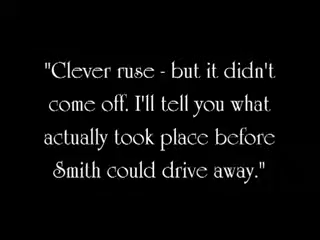 "Clever ruse - but it didn't
come off. I'll tell you what
actually took place before
Smith could drive away."